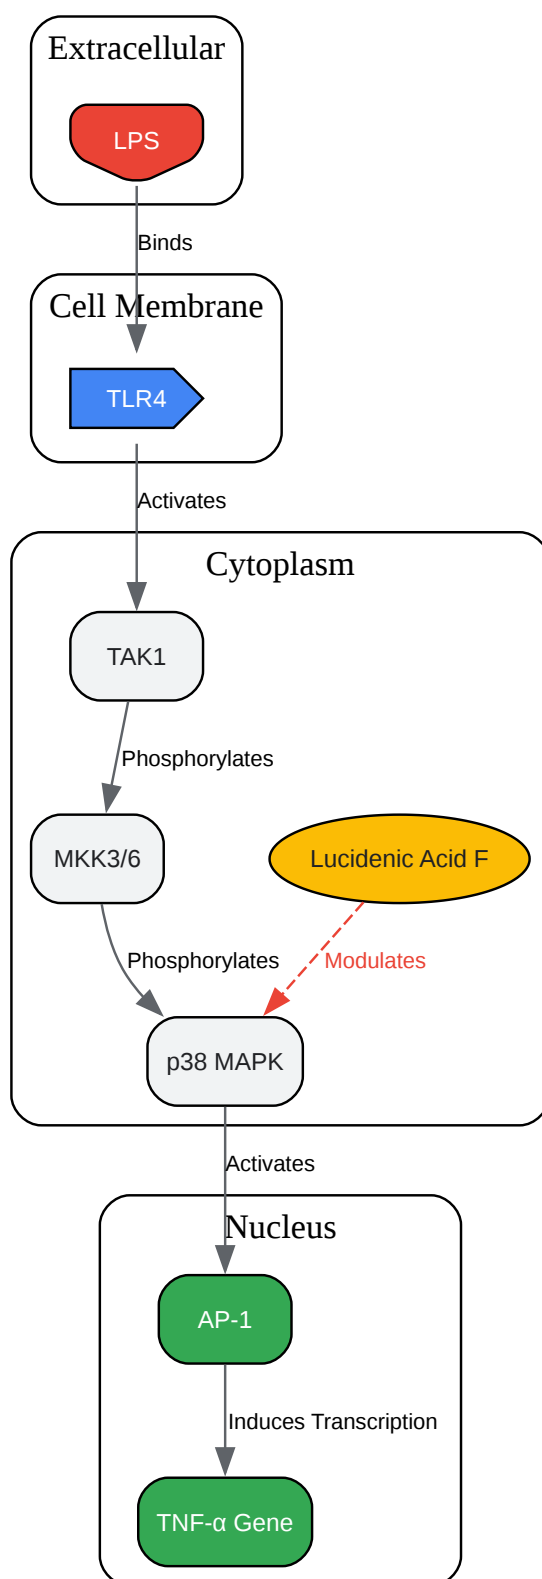 Extracellular
LPS
Binds
Cell Membrane
TLR4
Activates
Cytoplasm
TAK1
Phosphorylates
MKK3/6
Lucidenic Acid F
Phosphorylates
Modulates
p38 MAPK
Activates
Nucleus
AP-1
Induces Transcription
TNF-α Gene